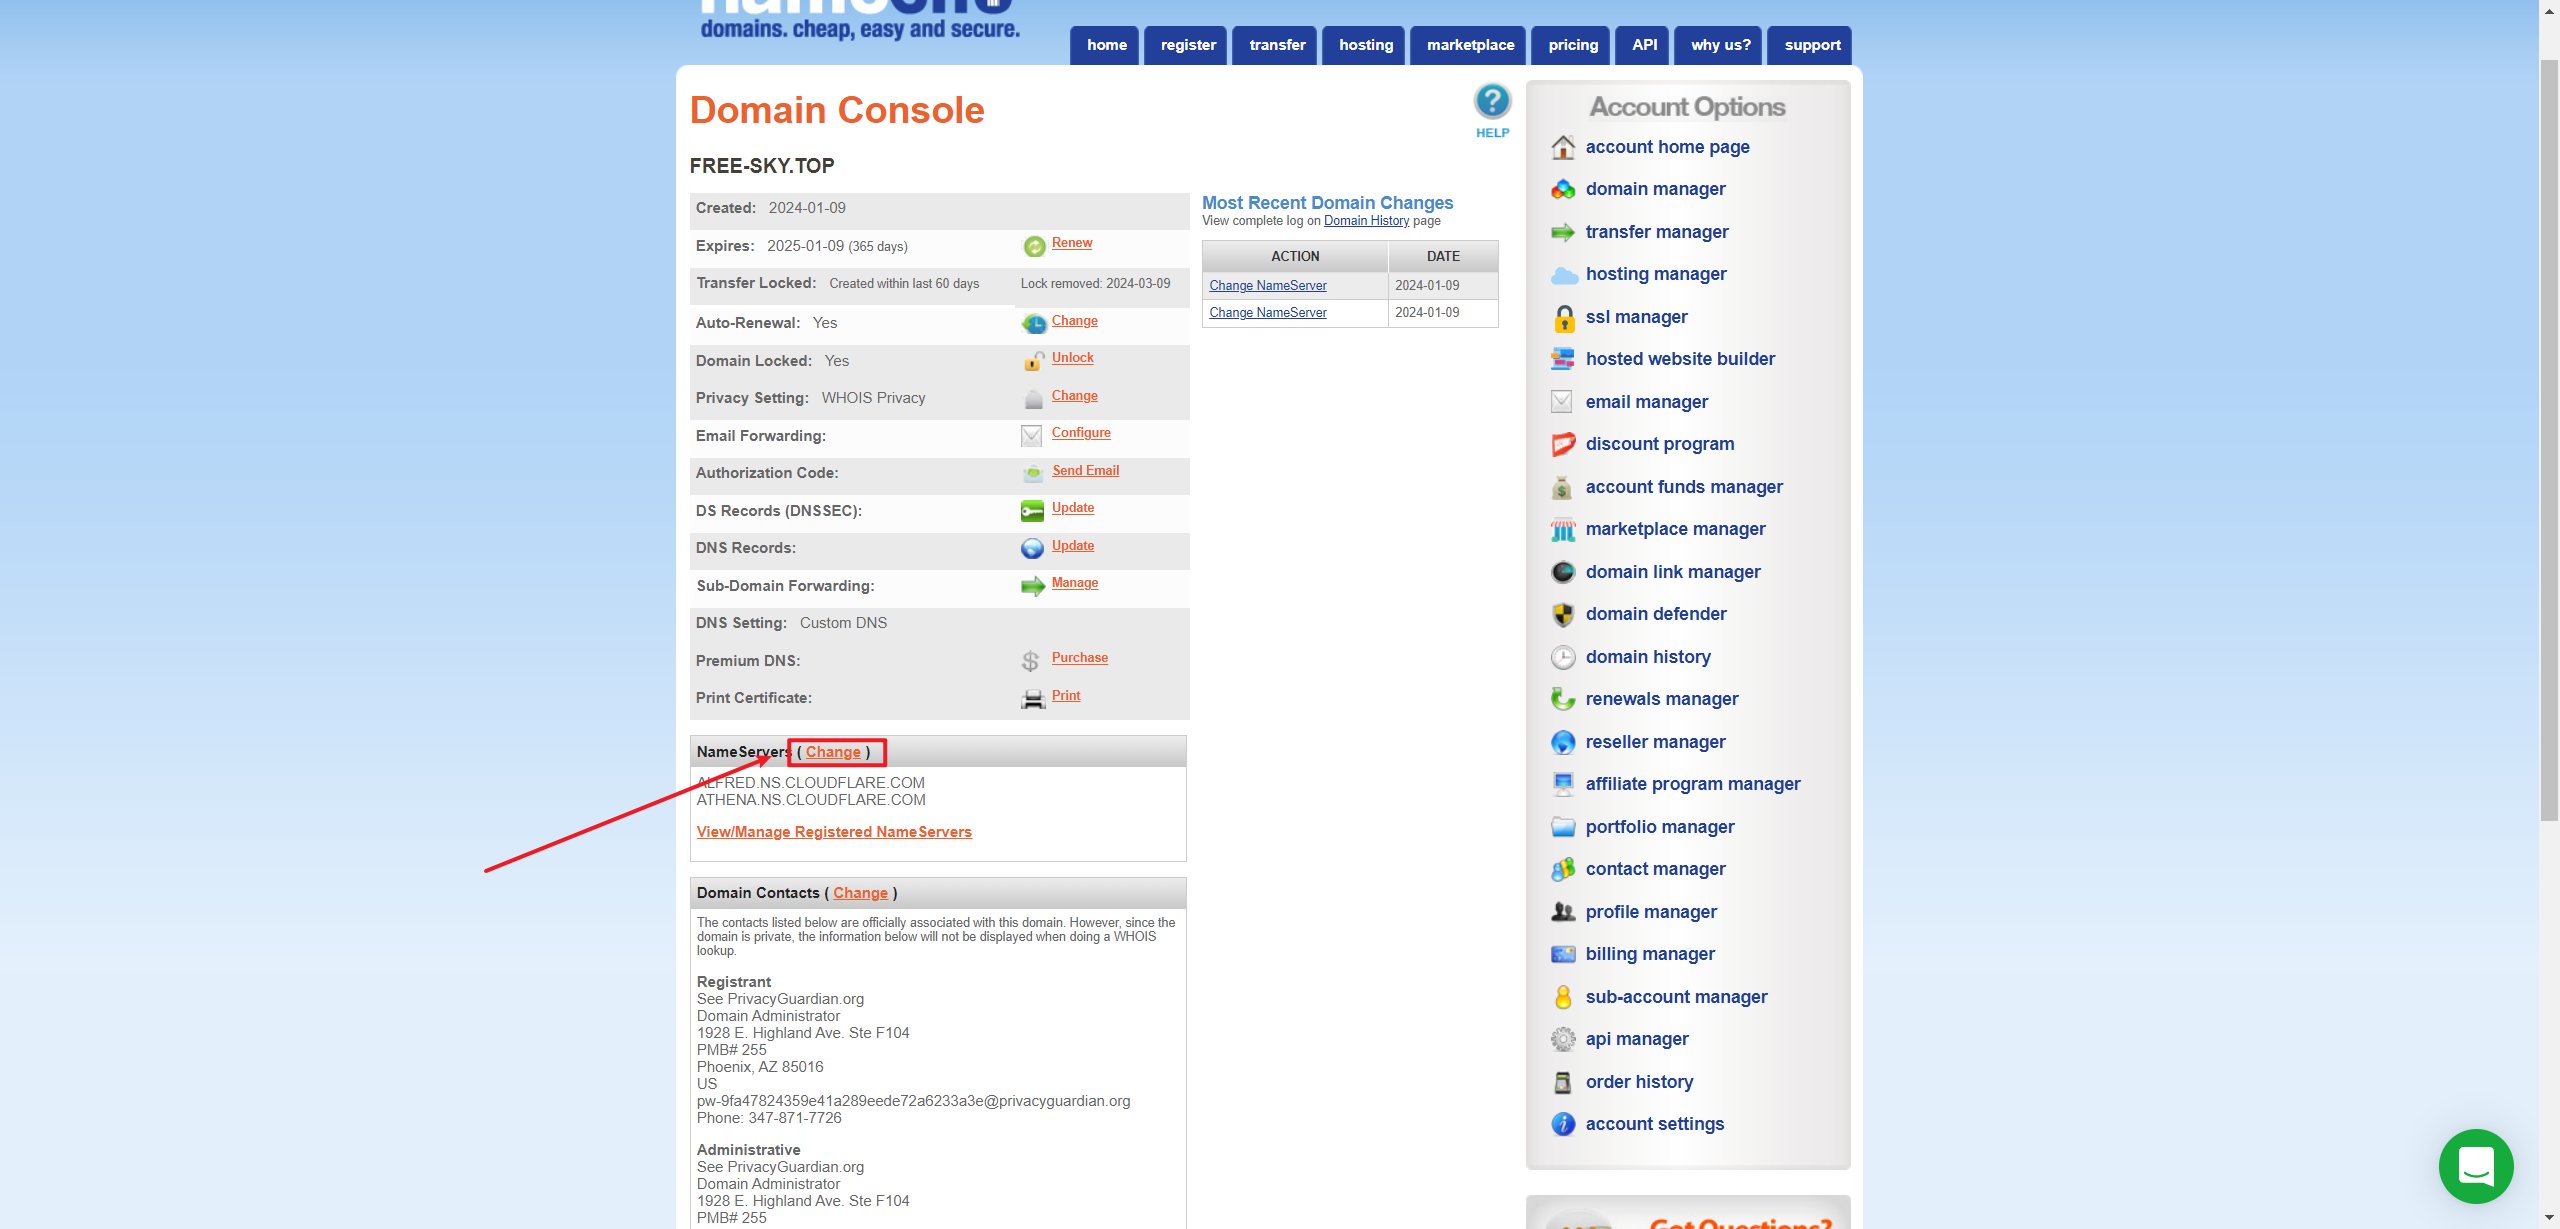 domains. cheap, easy and secure.
home
register
transfer
hosting
marketplace
pricing
API
why us?
support
Domain Console
HELP
FREE-SKY.TOP
Created: 2024-01-09
Expires: 2025-01-09 (365 days) Renew
Transfer Locked: Created within last 60 days Lock removed: 2024-03-09
Auto-Renewal: Yes Change
Domain Locked: Yes Unlock
Privacy Setting: WHOIS Privacy Change
Email Forwarding: Configure
Authorization Code: Send Email
DS Records (DNSSEC): Update
DNS Records: Update
Sub-Domain Forwarding: Manage
DNS Setting: Custom DNS
Premium DNS: Purchase
Print Certificate: Print
NameServers ( Change )
ALFRED.NS.CLOUDFLARE.COM
ATHENA.NS.CLOUDFLARE.COM
View/Manage Registered NameServers
Domain Contacts ( Change )
The contacts listed below are officially associated with this domain. However, since the
domain is private, the information below will not be displayed when doing a WHOIS
lookup.
Registrant
See PrivacyGuardian.org
Domain Administrator
1928 E. Highland Ave. Ste F104
PMB# 255
Phoenix, AZ 85016
US
pw-9fa47824359e41a289eede72a6233a3e@privacyguardian.org
Phone: 347-871-7726
Administrative
See PrivacyGuardian.org
Domain Administrator
1928 E. Highland Ave. Ste F104
PMB# 255
Most Recent Domain Changes
View complete log on Domain History page
ACTION DATE
Change NameServer 2024-01-09
Change NameServer 2024-01-09
Account Options
account home page
domain manager
transfer manager
hosting manager
ssl manager
hosted website builder
email manager
discount program
account funds manager
marketplace manager
domain link manager
domain defender
domain history
renewals manager
reseller manager
affiliate program manager
portfolio manager
contact manager
profile manager
billing manager
sub-account manager
api manager
order history
account settings
Got Questions?